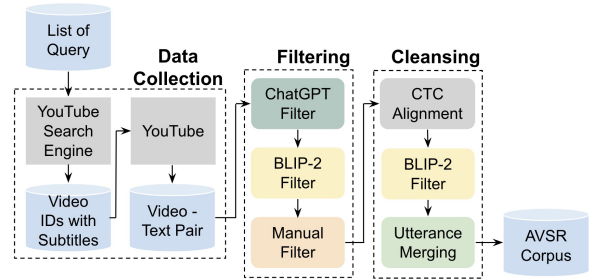 List of
Query
Data
Collection
YouTube
Search
Engine
YouTube
Video
IDs with
Subtitles
Video -
Text Pair
Filtering
ChatGPT
Filter
BLIP-2
Filter
Manual
Filter
Cleansing
CTC
Alignment
BLIP-2
Filter
Utterance
Merging
AVSR
Corpus